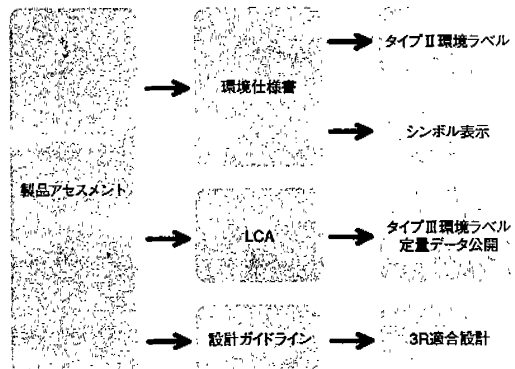 タイプⅡ環境ラベル
環境仕様書
シンボル表示
製品アセスメント
LCA
タイプⅢ環境ラベル
定量データ公開
設計ガイドライン
3R適合設計